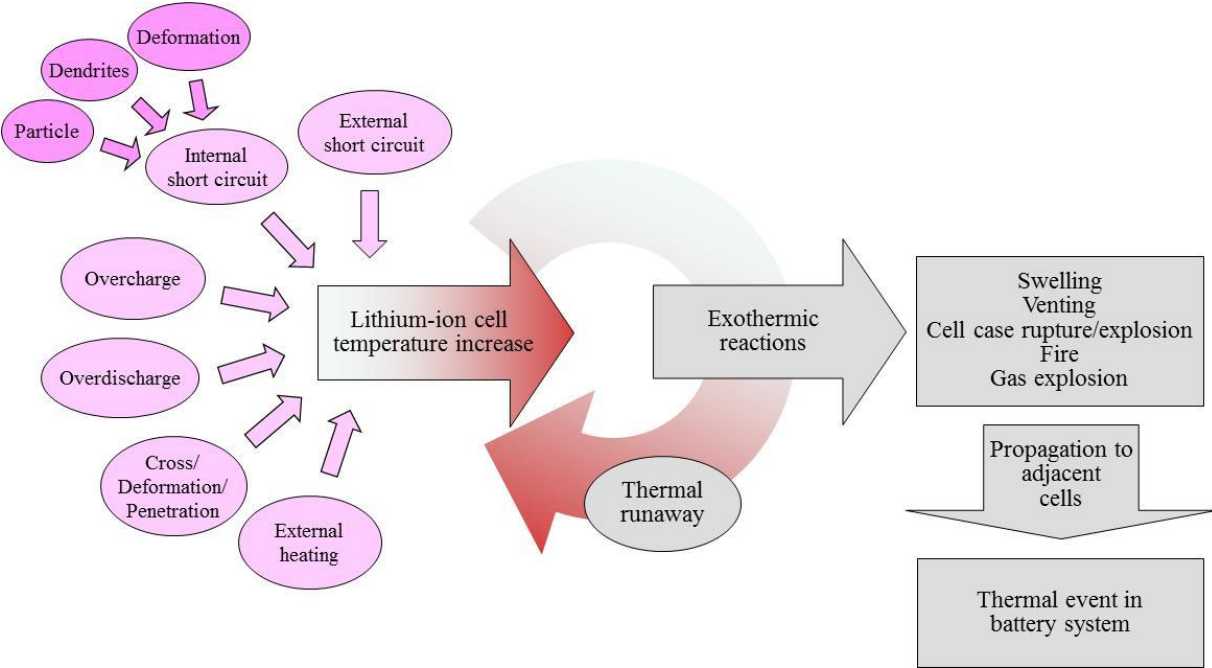 Deformation
Dendrites
Particle
Internal
short circuit
External
short circuit
Overcharge
Overdischarge
Cross/
Deformation/
Penetration
External
heating
Lithium-ion cell
temperature increase
Exothermic
reactions
Thermal
runaway
Swelling
Venting
Cell case rupture/explosion
Fire
Gas explosion
Propagation to
adjacent
cells
Thermal event in
battery system